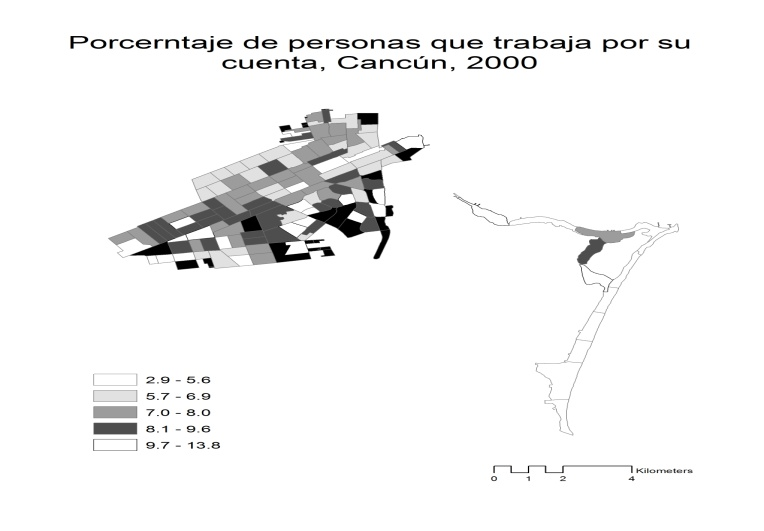 Porcerntaje de personas que trabaja por su
cuenta, Cancún, 2000
2.9 - 5.6
5.7 - 6.9
7.0 - 8.0
8.1 - 9.6
9.7 - 13.8
Kilometers
0 1 2 4